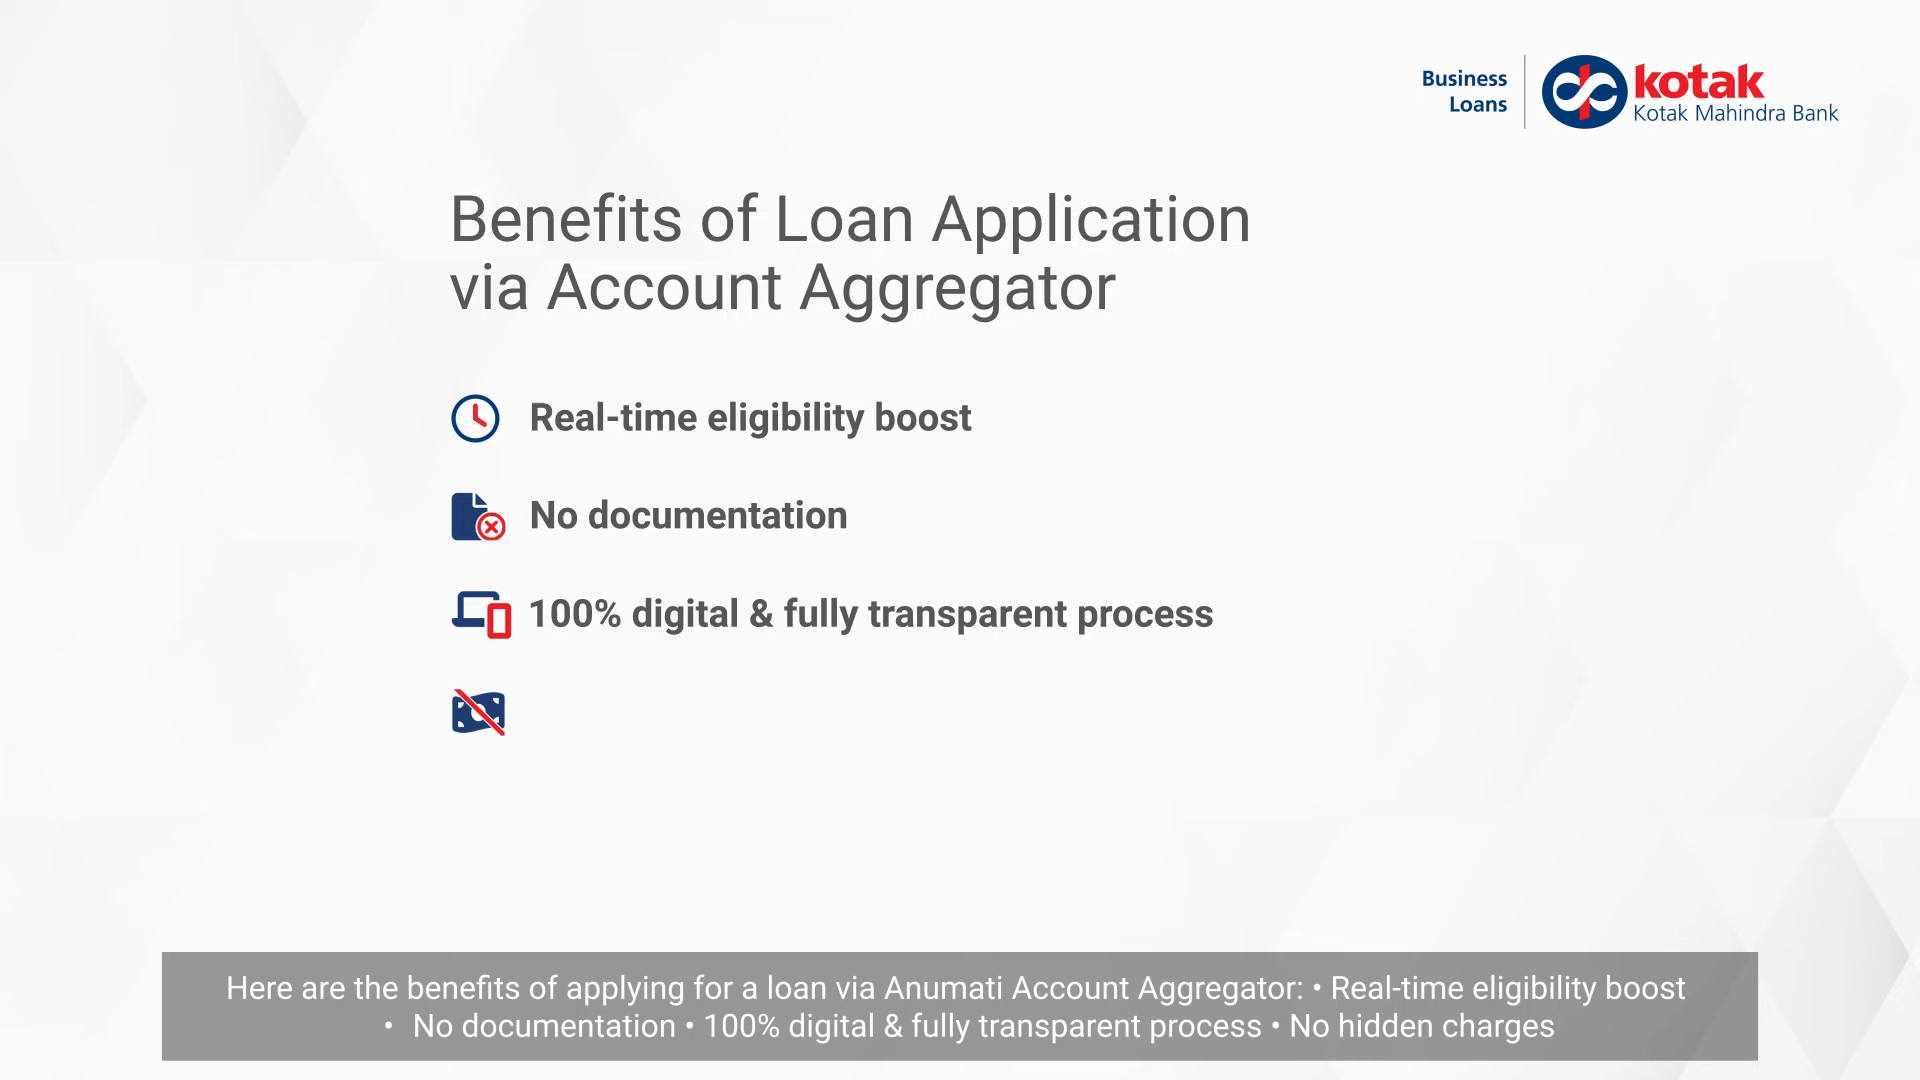 Business
Loans
kotak
Kotak Mahindra Bank
Benefits of Loan Application
via Account Aggregator
Real-time eligibility boost
No documentation
100% digital & fully transparent process
Here are the benefits of applying for a loan via Anumati Account Aggregator: • Real-time eligibility boost
• No documentation • 100% digital & fully transparent process • No hidden charges